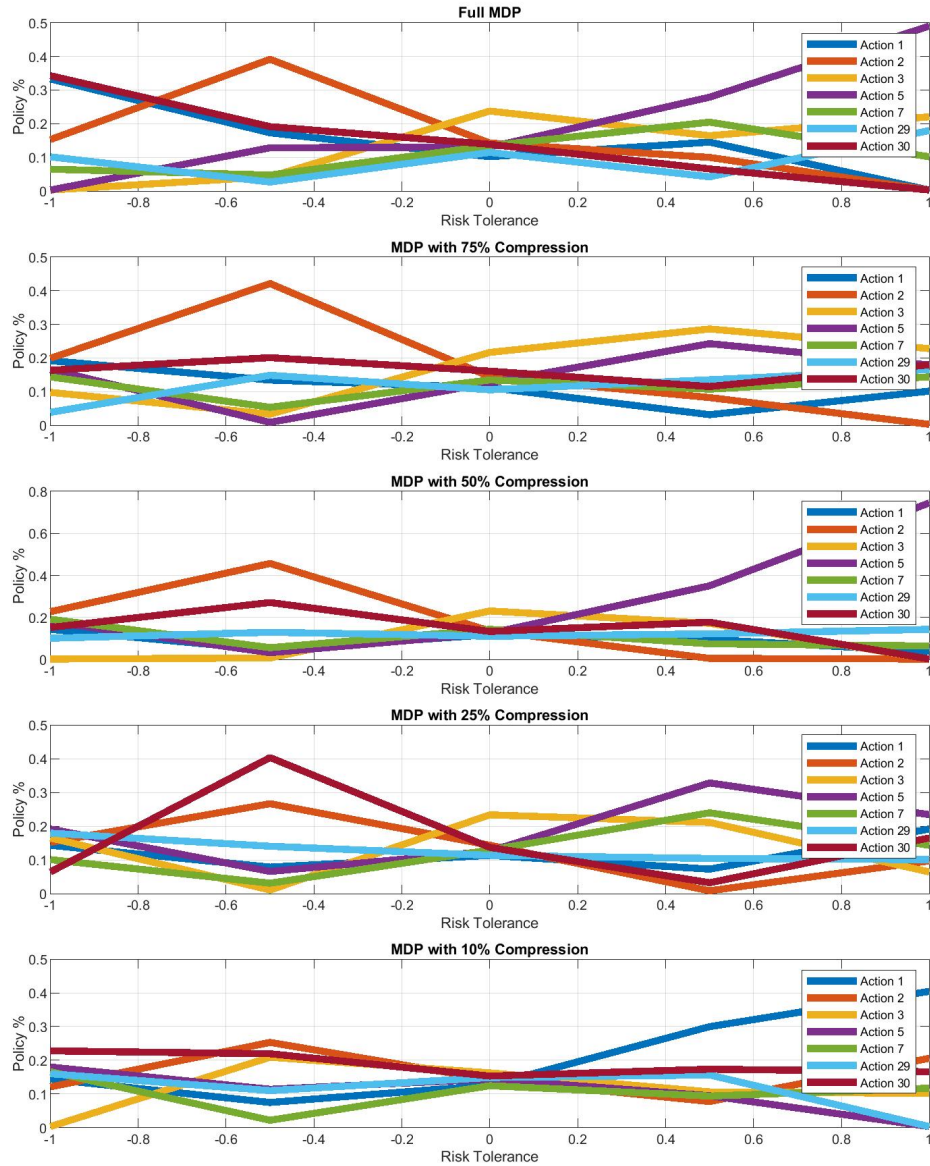 Full MDP
0.5
0.4
0.3
0.2
0.1
0
Policy %
-1 -0.8 -0.6 -0.4 -0.2 0 0.2 0.4 0.6 0.8 1
Risk Tolerance
Action 1
Action 2
Action 3
Action 5
Action 7
Action 29
Action 30
MDP with 75% Compression
0.5
0.4
0.3
0.2
0.1
0
Policy %
-1 -0.8 -0.6 -0.4 -0.2 0 0.2 0.4 0.6 0.8 1
Risk Tolerance
Action 1
Action 2
Action 3
Action 5
Action 7
Action 29
Action 30
MDP with 50% Compression
0.8
0.6
0.4
0.2
0
Policy %
-1 -0.8 -0.6 -0.4 -0.2 0 0.2 0.4 0.6 0.8 1
Risk Tolerance
Action 1
Action 2
Action 3
Action 5
Action 7
Action 29
Action 30
MDP with 25% Compression
0.5
0.4
0.3
0.2
0.1
0
Policy %
-1 -0.8 -0.6 -0.4 -0.2 0 0.2 0.4 0.6 0.8 1
Risk Tolerance
Action 1
Action 2
Action 3
Action 5
Action 7
Action 29
Action 30
MDP with 10% Compression
0.5
0.4
0.3
0.2
0.1
0
Policy %
-1 -0.8 -0.6 -0.4 -0.2 0 0.2 0.4 0.6 0.8 1
Risk Tolerance
Action 1
Action 2
Action 3
Action 5
Action 7
Action 29
Action 30